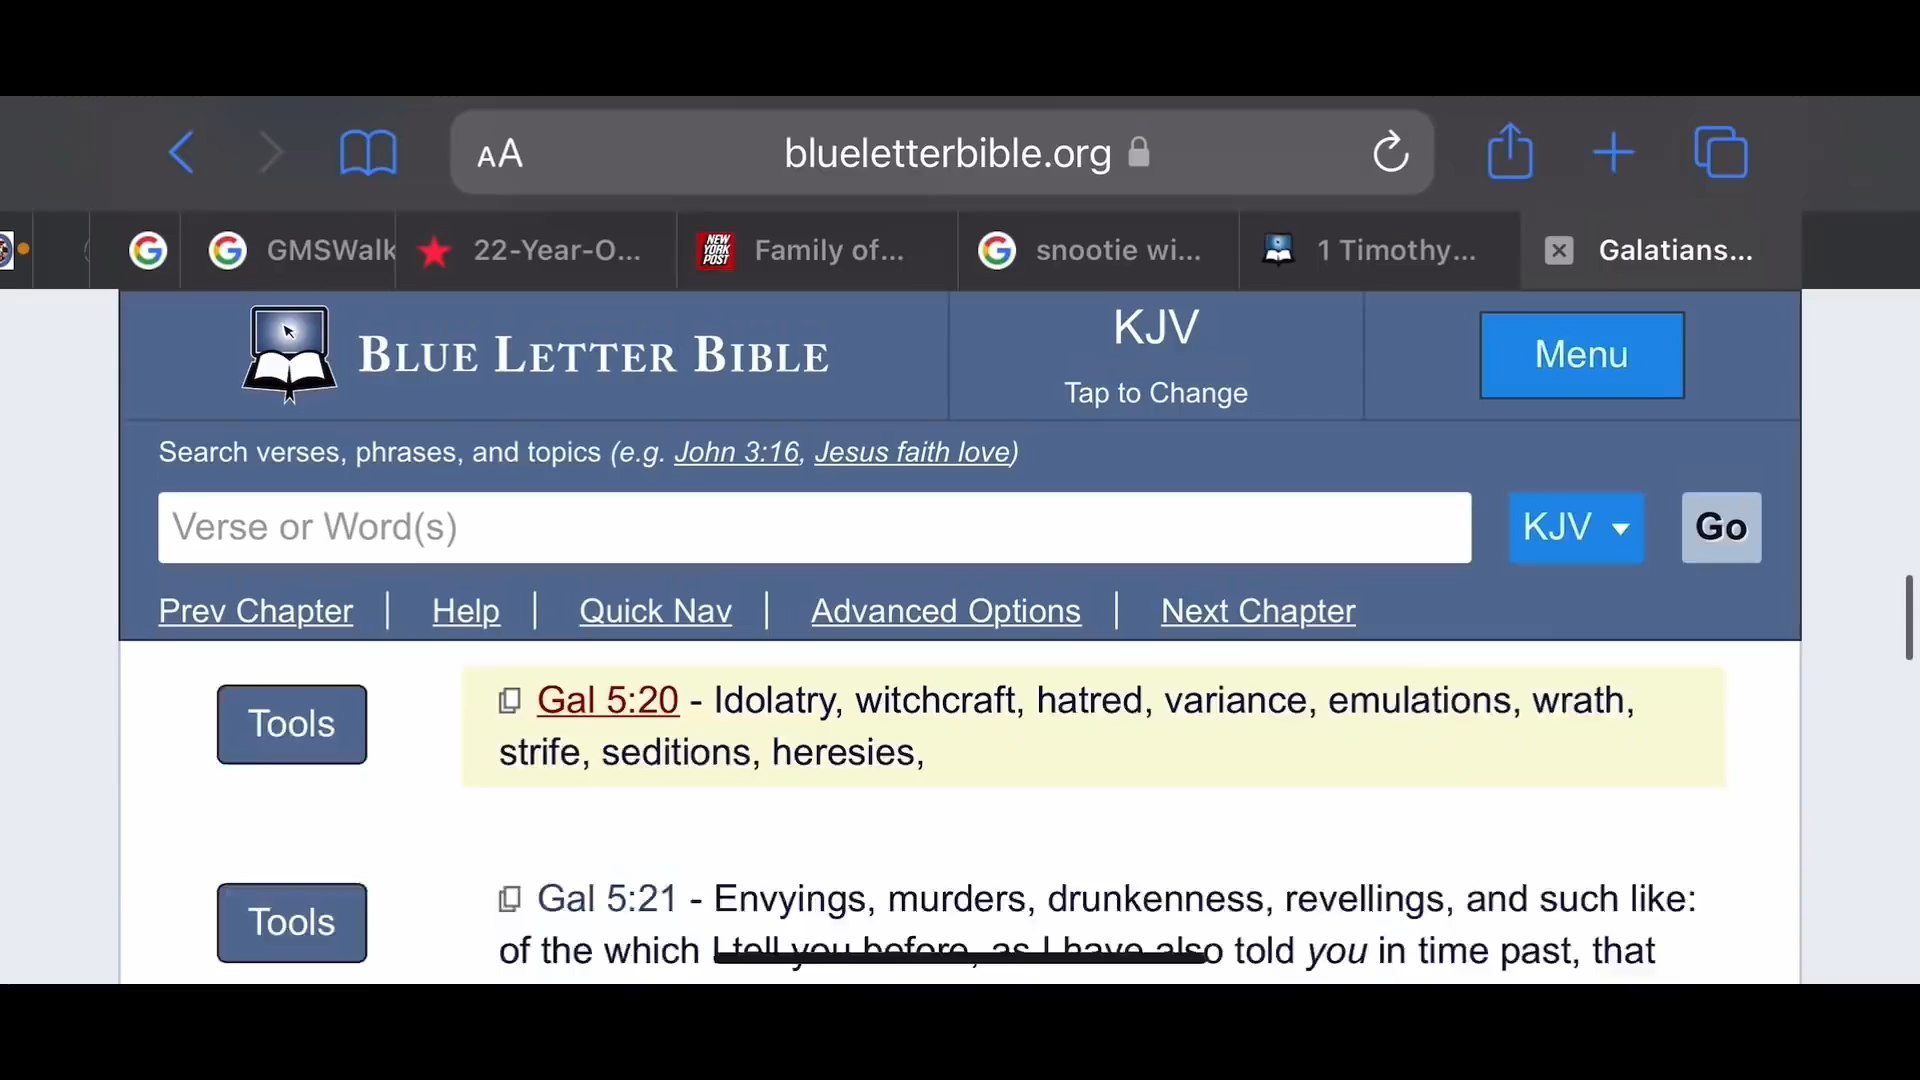 AA blueletterbible.org
GMSWalk 22-Year-O... NEW YORK POST Family of... snootie wi... 1 Timothy... Galatians...
BLUE LETTER BIBLE
KJV
Tap to Change
Menu
Search verses, phrases, and topics (e.g. John 3:16, Jesus faith love)
Verse or Word(s) KJV Go
Prev Chapter | Help | Quick Nav | Advanced Options | Next Chapter
Tools
Gal 5:20 - Idolatry, witchcraft, hatred, variance, emulations, wrath,
strife, seditions, heresies,
Tools
Gal 5:21 - Envyings, murders, drunkenness, revellings, and such like:
of the which I tell you before, as I have also told you in time past, that